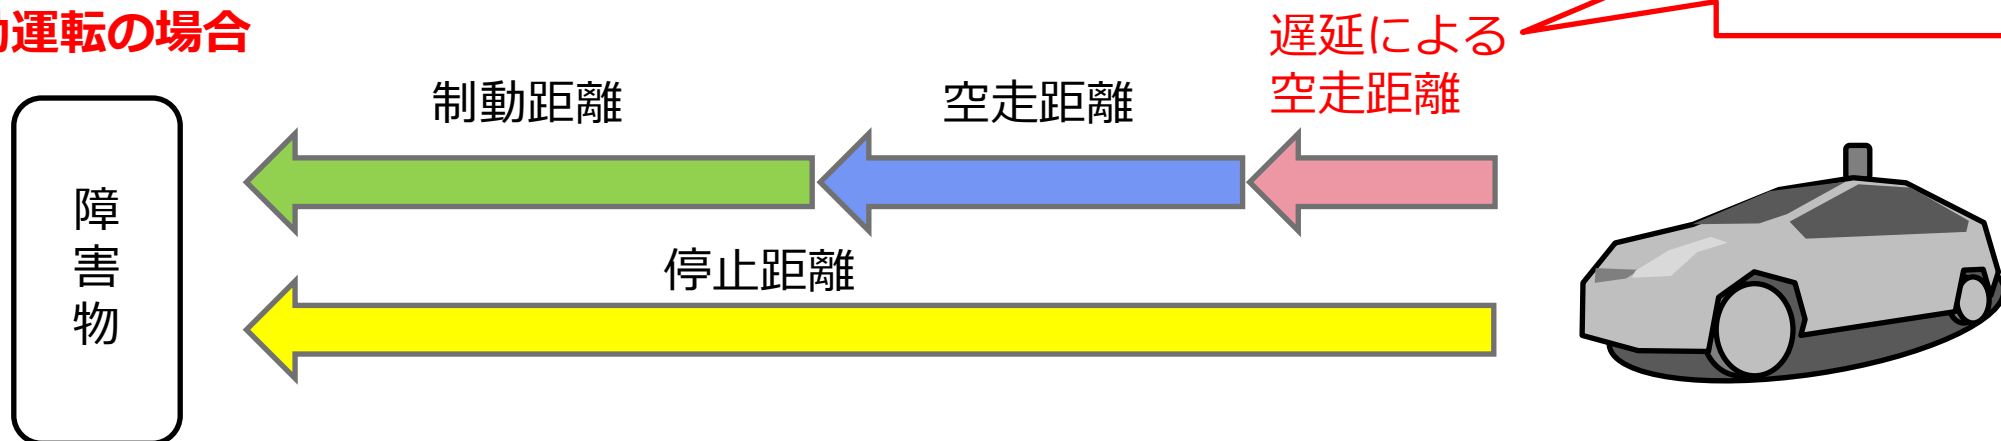 動運転の場合
遅延による
空走距離
制動距離
空走距離
停止距離
障
害
物